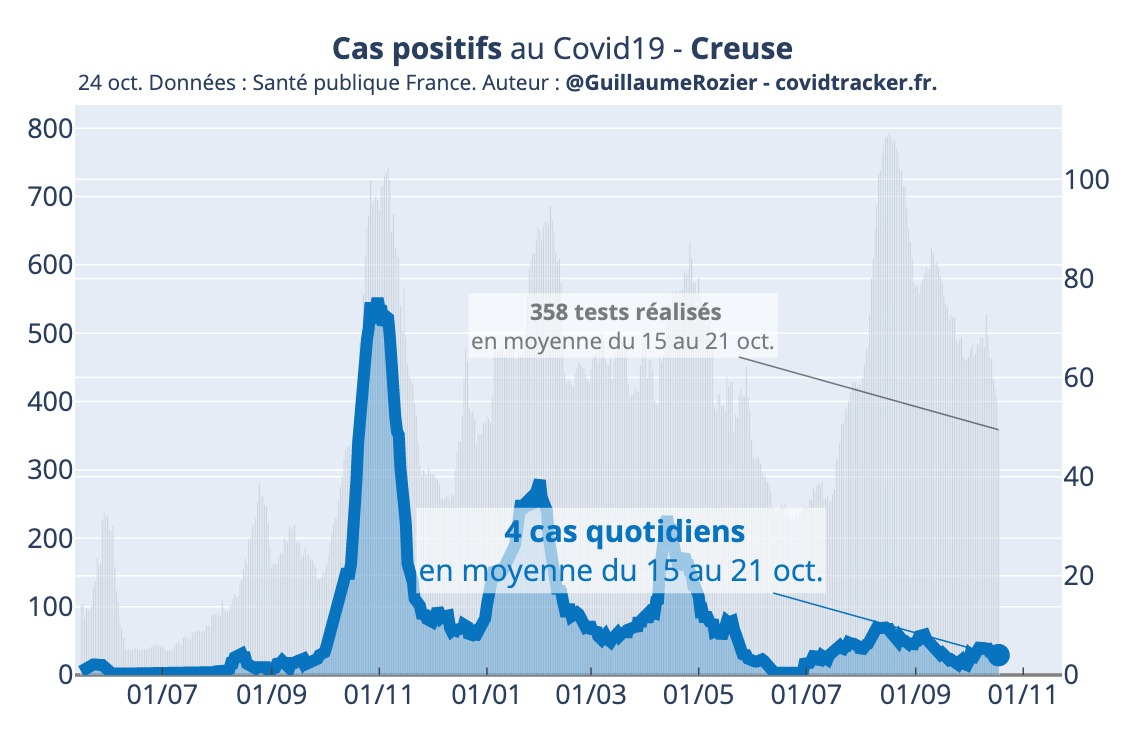 Cas positifs au Covid19 - Creuse
24 oct. Données : Santé publique France. Auteur : @GuillaumeRozier - covidtracker.fr.
800
700
600
500
400
300
200
100
0
100
80
60
40
20
0
358 tests réalisés
en moyenne du 15 au 21 oct.
4 cas quotidiens
en moyenne du 15 au 21 oct.
01/07 01/09 01/11 01/01 01/03 01/05 01/07 01/09 01/11